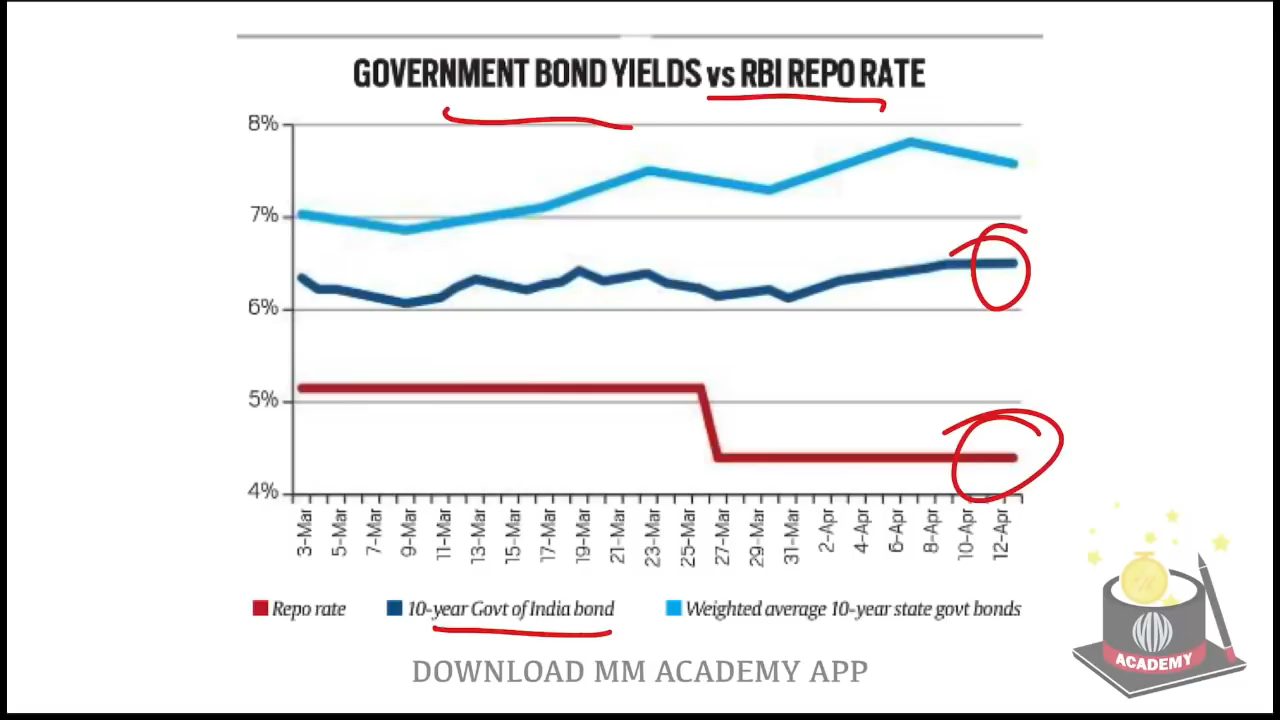 GOVERNMENT BOND YIELDS vs RBI REPO RATE
8%
7%
6%
5%
4%
3-Mar 5-Mar 7-Mar 9-Mar 11-Mar 13-Mar 15-Mar 17-Mar 19-Mar 21-Mar 23-Mar 25-Mar 27-Mar 29-Mar 31-Mar 2-Apr 4-Apr 6-Apr 8-Apr 10-Apr 12-Apr
Repo rate 10-year Govt of India bond Weighted average 10-year state govt bonds
DOWNLOAD MM ACADEMY APP
ACADEMY